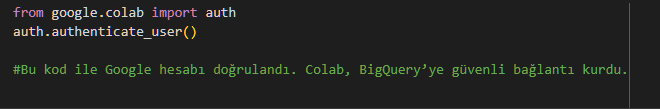 from google.colab import auth
auth.authenticate_user()
#Bu kod ile Google hesabı doğrulandı. Colab, BigQuery’ye güvenli bağlantı kurdu.